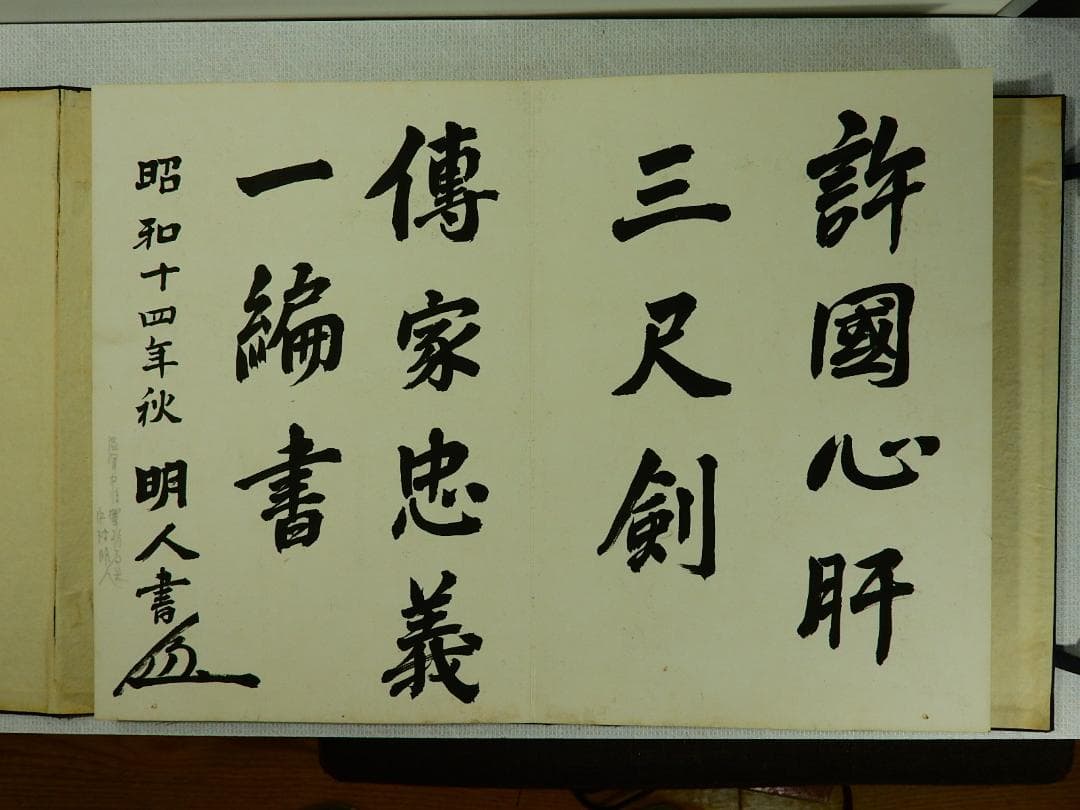 許國心肝
三尺劍
傳家忠義
一編書
昭和十四年秋 明人書